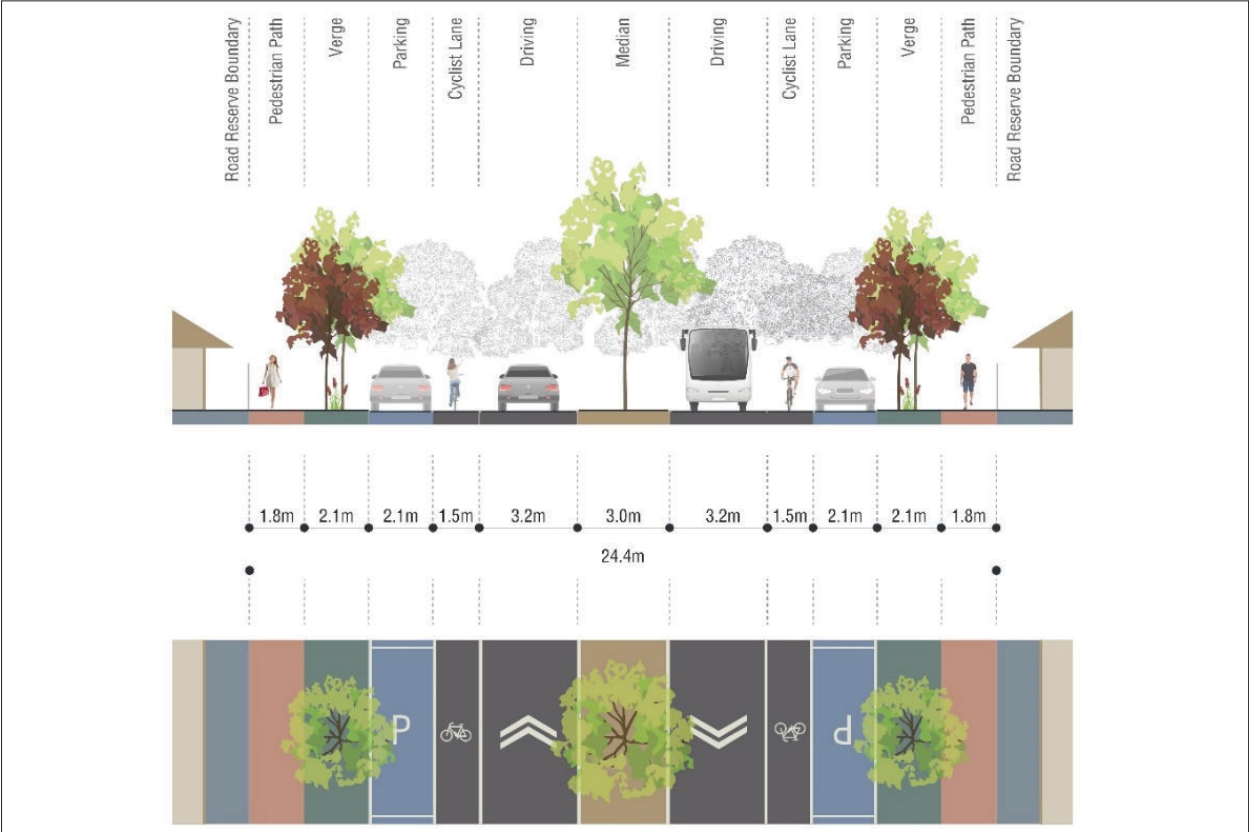 Road Reserve Boundary
Pedestrian Path
Verge
Parking
Cyclist Lane
Driving
Median
Driving
Cyclist Lane
Parking
Verge
Pedestrian Path
Road Reserve Boundary
1.8m 2.1m 2.1m 1.5m 3.2m 3.0m 3.2m 1.5m 2.1m 2.1m 1.8m
24.4m
P P